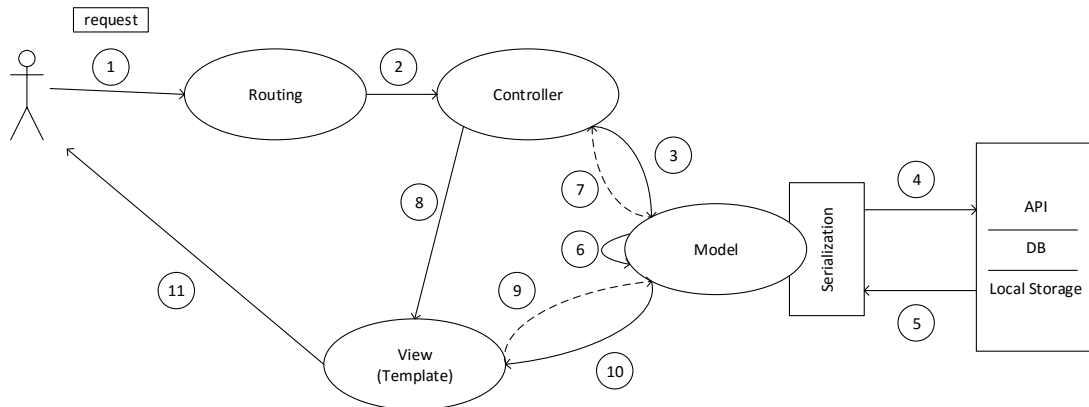 request
1
2
Routing
Controller
3
7
4
8
6
Model
Serialization
API
DB
Local Storage
11
9
5
View
(Template)
10